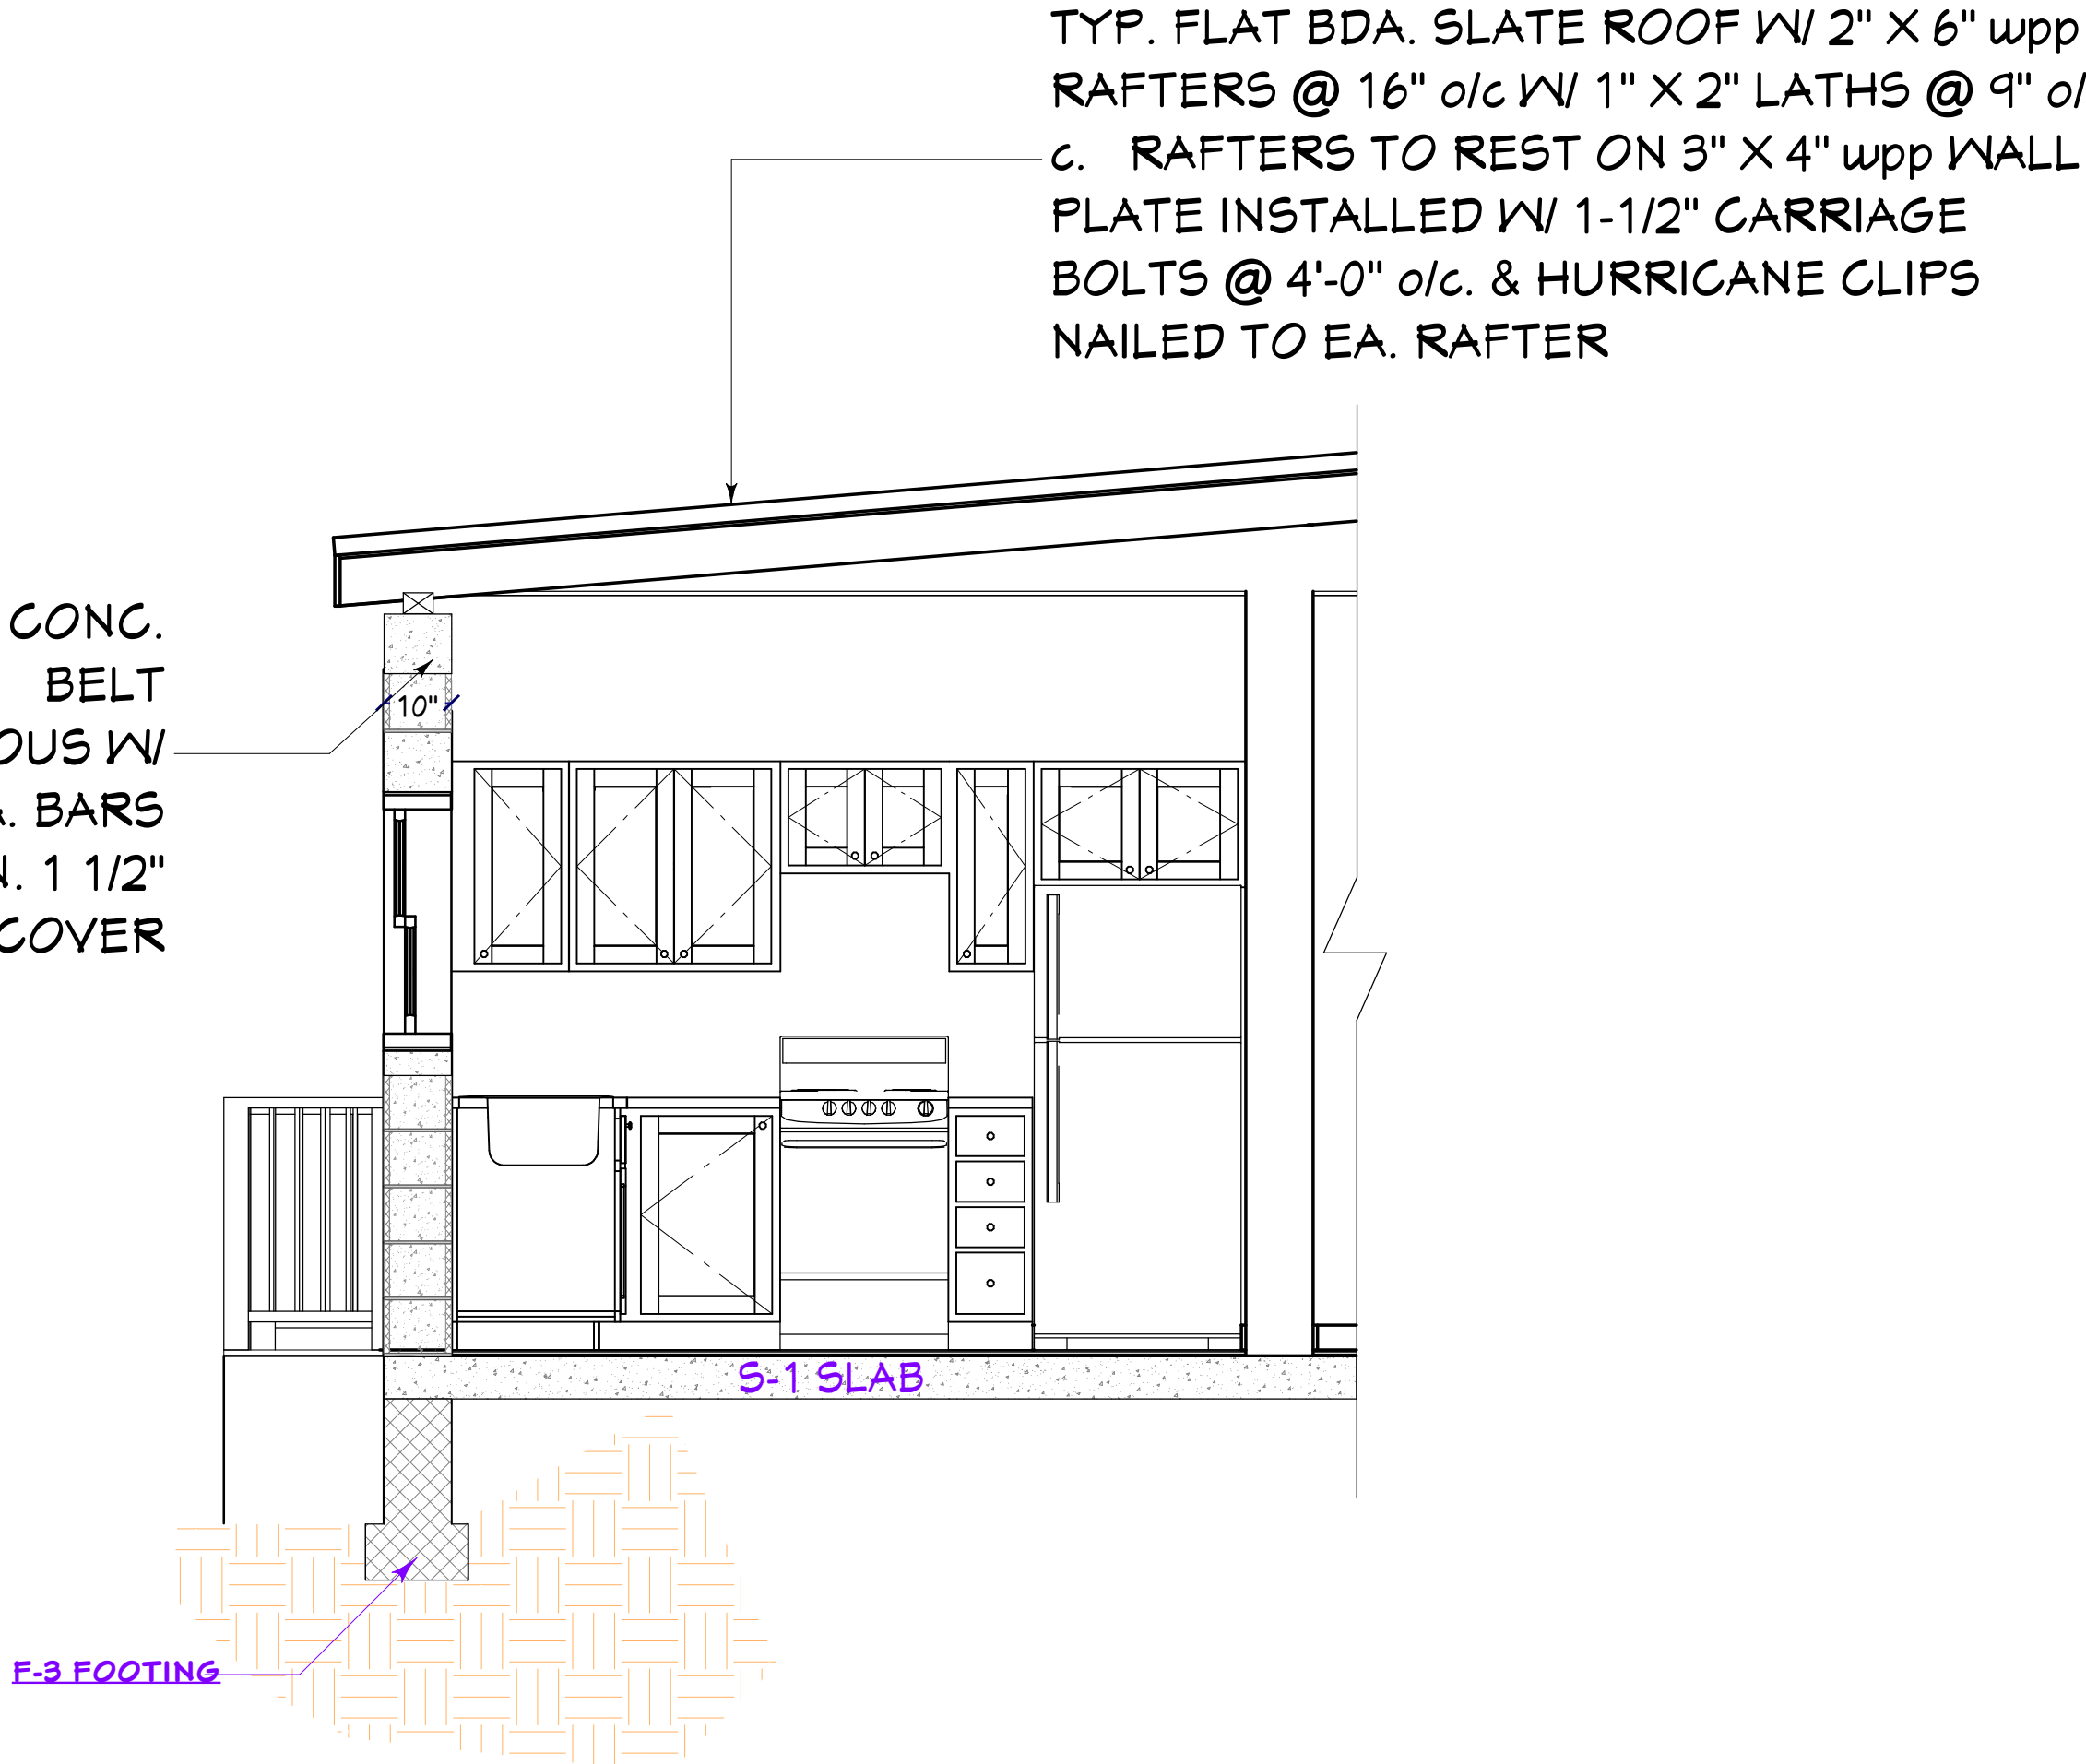 TYP. FLAT BDA. SLATE ROOF W/ 2" X 6" wpp
RAFTERS @ 16" o/c W/ 1" X 2" LATHS @ 9" o/
c. RAFTERS TO REST ON 3" X 4" wpp WALL
PLATE INSTALLED W/ 1-1/2" CARRIAGE
BOLTS @ 4'-0" o/c. & HURRICANE CLIPS
NAILED TO EA. RAFTER
CONC.
BELT
OUS W/
. BARS
. 1 1/2"
COVER
10"
S-1 SLAB
F-3 FOOTING